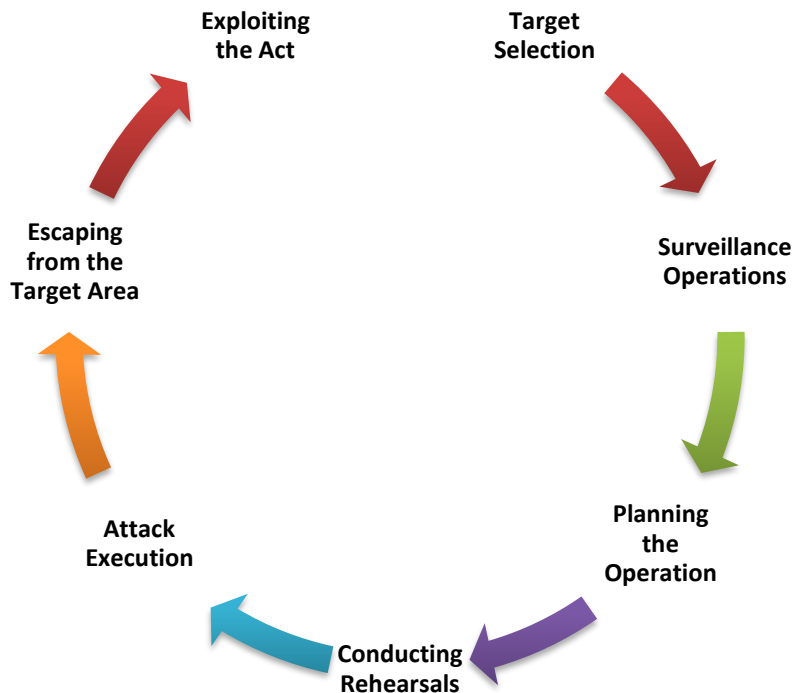 Target
Selection
Surveillance
Operations
Planning
the
Operation
Conducting
Rehearsals
Attack
Execution
Escaping
from the
Target Area
Exploiting
the Act